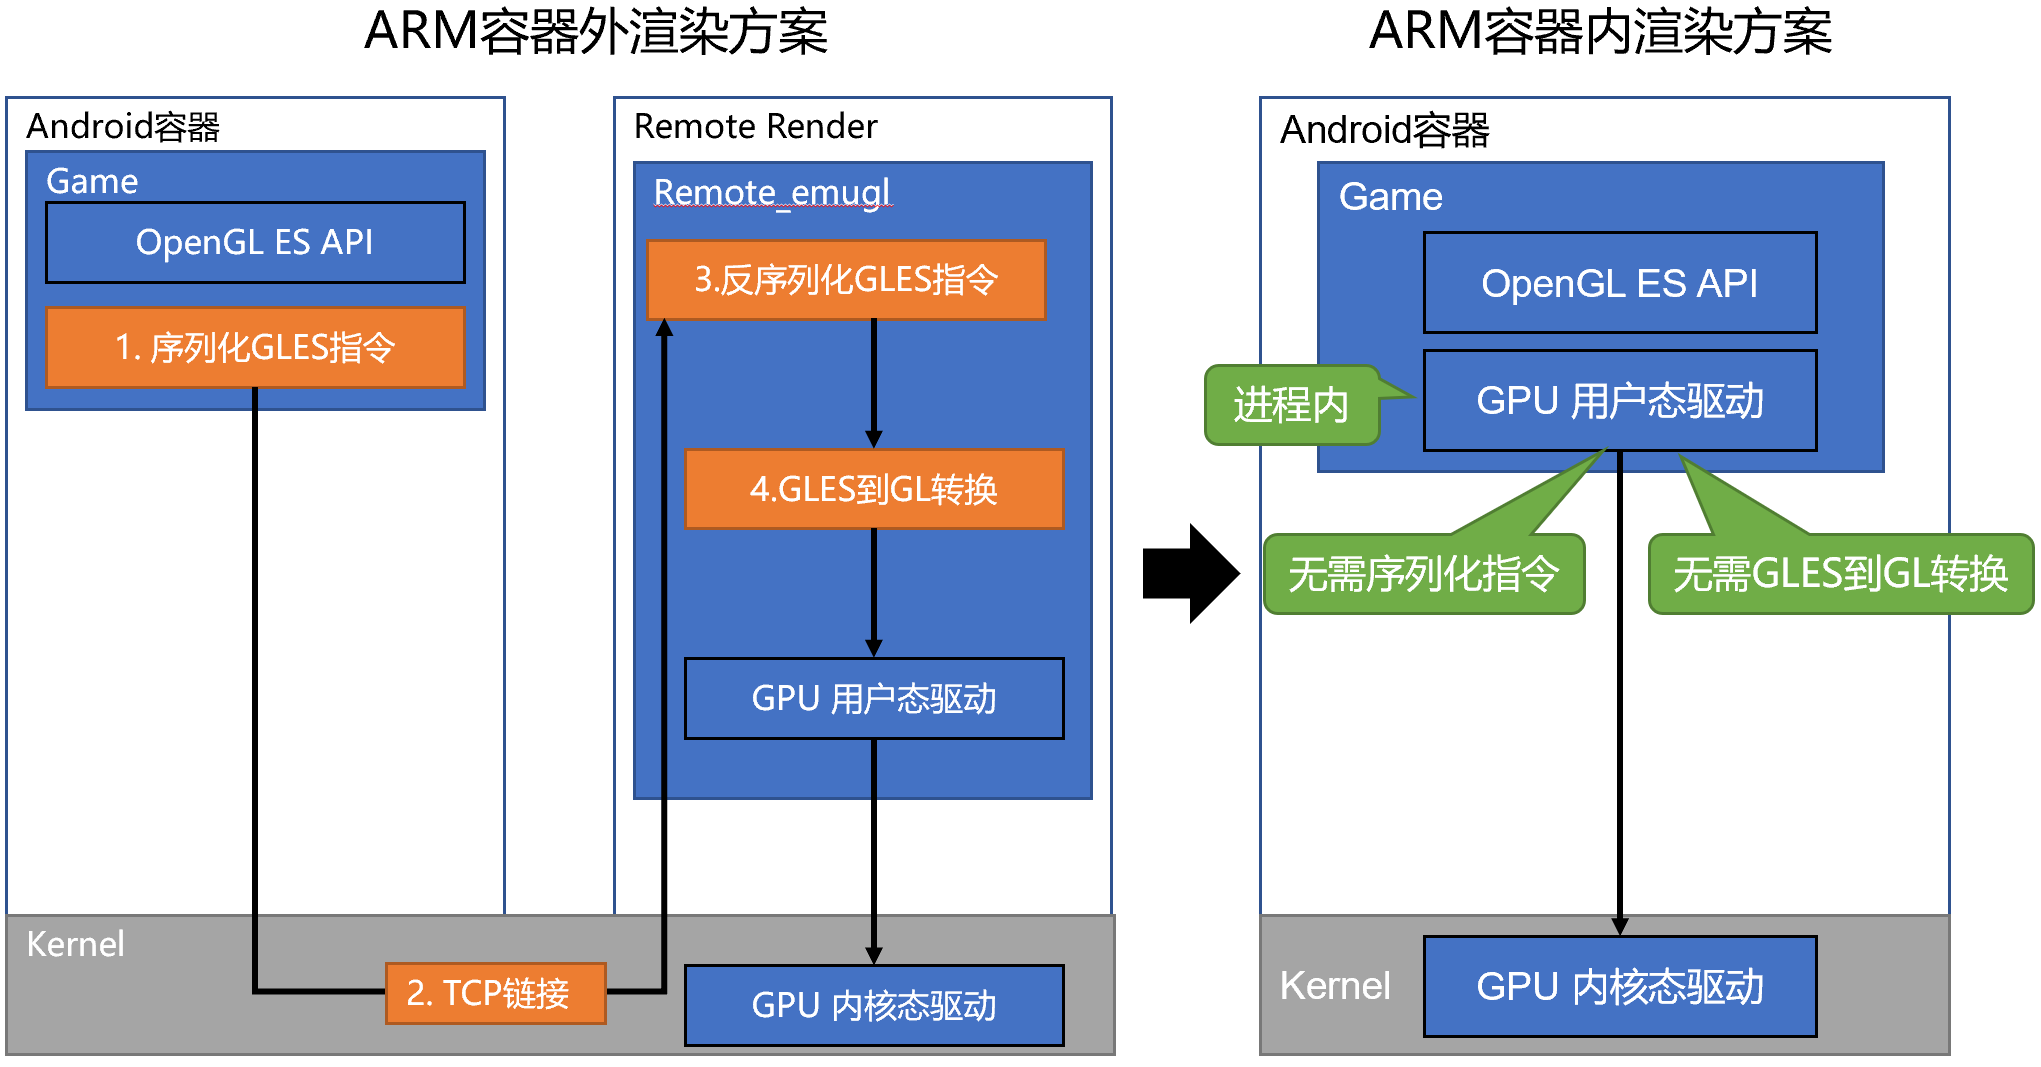 ARM容器外渲染方案
Android容器
Game
OpenGL ES API
1. 序列化GLES指令
Remote Render
Remote_emugl
3.反序列化GLES指令
4.GLES到GL转换
GPU 用户态驱动
Kernel
2. TCP链接
GPU 内核态驱动
ARM容器内渲染方案
Android容器
Game
OpenGL ES API
进程内
GPU 用户态驱动
无需序列化指令
无需GLES到GL转换
Kernel
GPU 内核态驱动